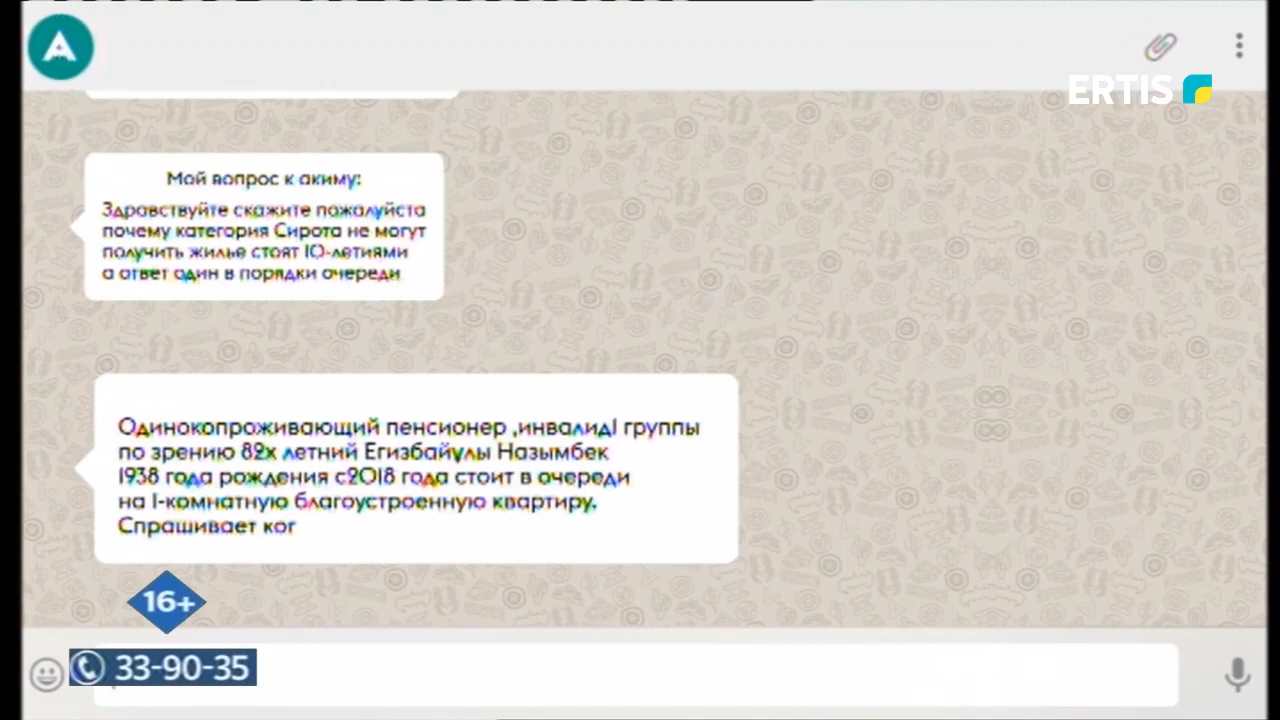 ERTIS
Мой вопрос к акиму:
Здравствуйте скажите пожалуйста
почему категория Сирота не могут
получить жилье стоят 10-летиями
а ответ один в порядки очереди
Одинокопроживающий пенсионер ,инвалид1 группы
по зрению 82х летний Егизбайұлы Назымбек
1938 года рождения с2018 года стоит в очереди
на 1-комнатную благоустроенную квартиру.
Спрашивает ког
16+
33-90-35